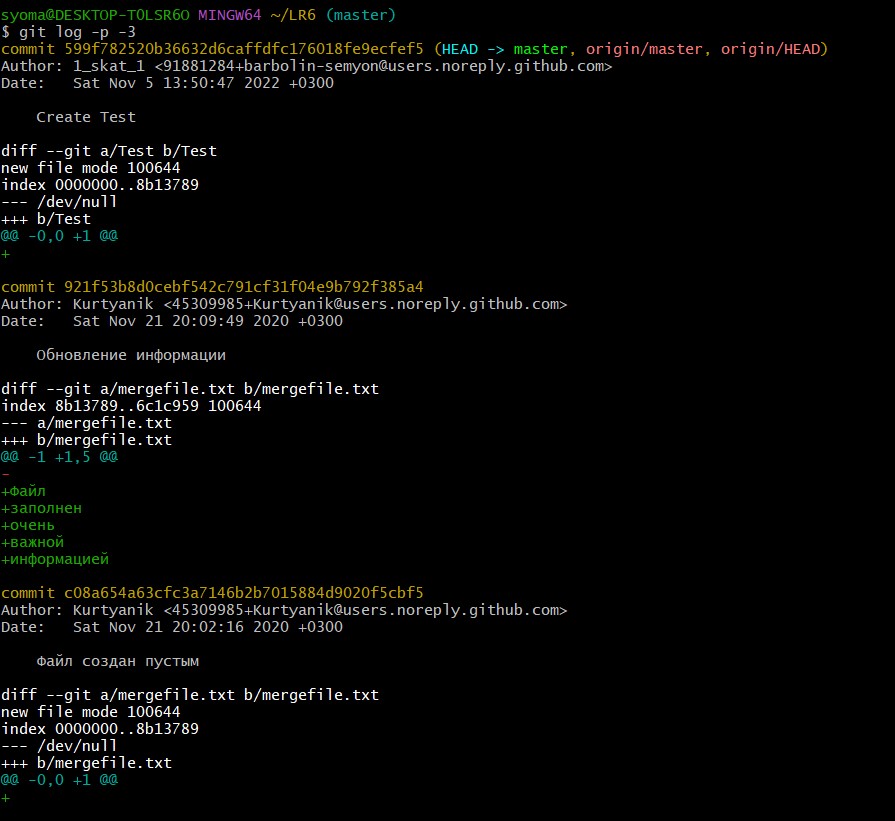 syoma@DESKTOP-T0LSR6O MINGW64 ~/LR6 (master)
$ git log -p -3
commit 599f782520b36632d6caffdfc176018fe9ecfef5 (HEAD -> master, origin/master, origin/HEAD)
Author: 1_skat_1 <91881284+barbolin-semyon@users.noreply.github.com>
Date:   Sat Nov 5 13:50:47 2022 +0300

    Create Test

diff --git a/Test b/Test
new file mode 100644
index 0000000..8b13789
--- /dev/null
+++ b/Test
@@ -0,0 +1 @@
+

commit 921f53b8d0cebf542c791cf31f04e9b792f385a4
Author: Kurtyanik <45309985+Kurtyanik@users.noreply.github.com>
Date:   Sat Nov 21 20:09:49 2020 +0300

    Обновление информации

diff --git a/mergefile.txt b/mergefile.txt
index 8b13789..6c1c959 100644
--- a/mergefile.txt
+++ b/mergefile.txt
@@ -1 +1,5 @@
-
+Файл
+заполнен
+очень
+важной
+информацией

commit c08a654a63cfc3a7146b2b7015884d9020f5cbf5
Author: Kurtyanik <45309985+Kurtyanik@users.noreply.github.com>
Date:   Sat Nov 21 20:02:16 2020 +0300

    Файл создан пустым

diff --git a/mergefile.txt b/mergefile.txt
new file mode 100644
index 0000000..8b13789
--- /dev/null
+++ b/mergefile.txt
@@ -0,0 +1 @@
+